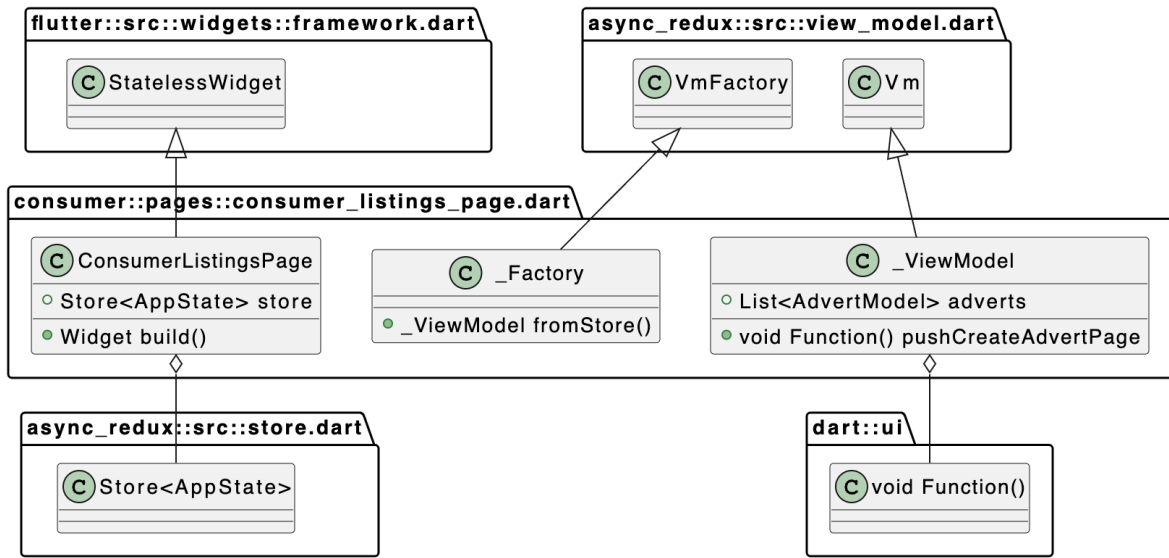 flutter::src::widgets::framework.dart
C StatelessWidget
async_redux::src::view_model.dart
C VmFactory
C Vm
consumer::pages::consumer_listings_page.dart
C ConsumerListingsPage
Store<AppState> store
Widget build()
C _Factory
_ViewModel fromStore()
C _ViewModel
List<AdvertModel> adverts
void Function() pushCreateAdvertPage
async_redux::src::store.dart
C Store<AppState>
dart::ui
C void Function()